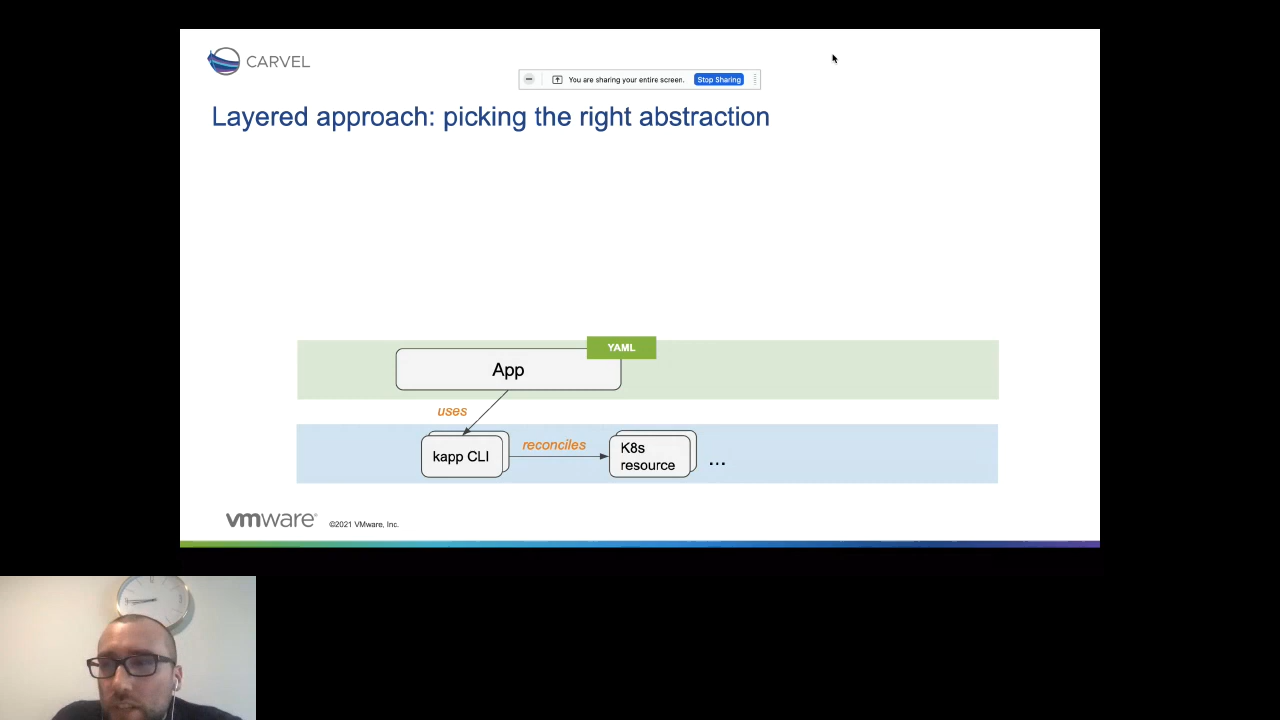 CARVEL
You are sharing your entire screen.
Stop Sharing
Layered approach: picking the right abstraction
YAML
App
uses
kapp CLI
reconciles
K8s
resource
...
vmware®
©2021 VMware, Inc.